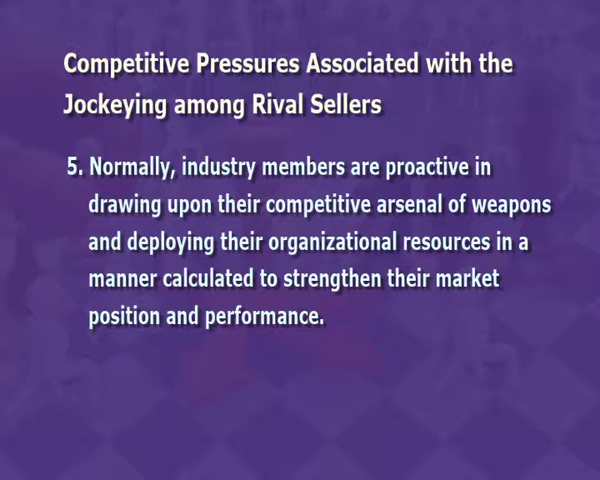 Competitive Pressures Associated with the
Jockeying among Rival Sellers
5. Normally, industry members are proactive in
drawing upon their competitive arsenal of weapons
and deploying their organizational resources in a
manner calculated to strengthen their market
position and performance.